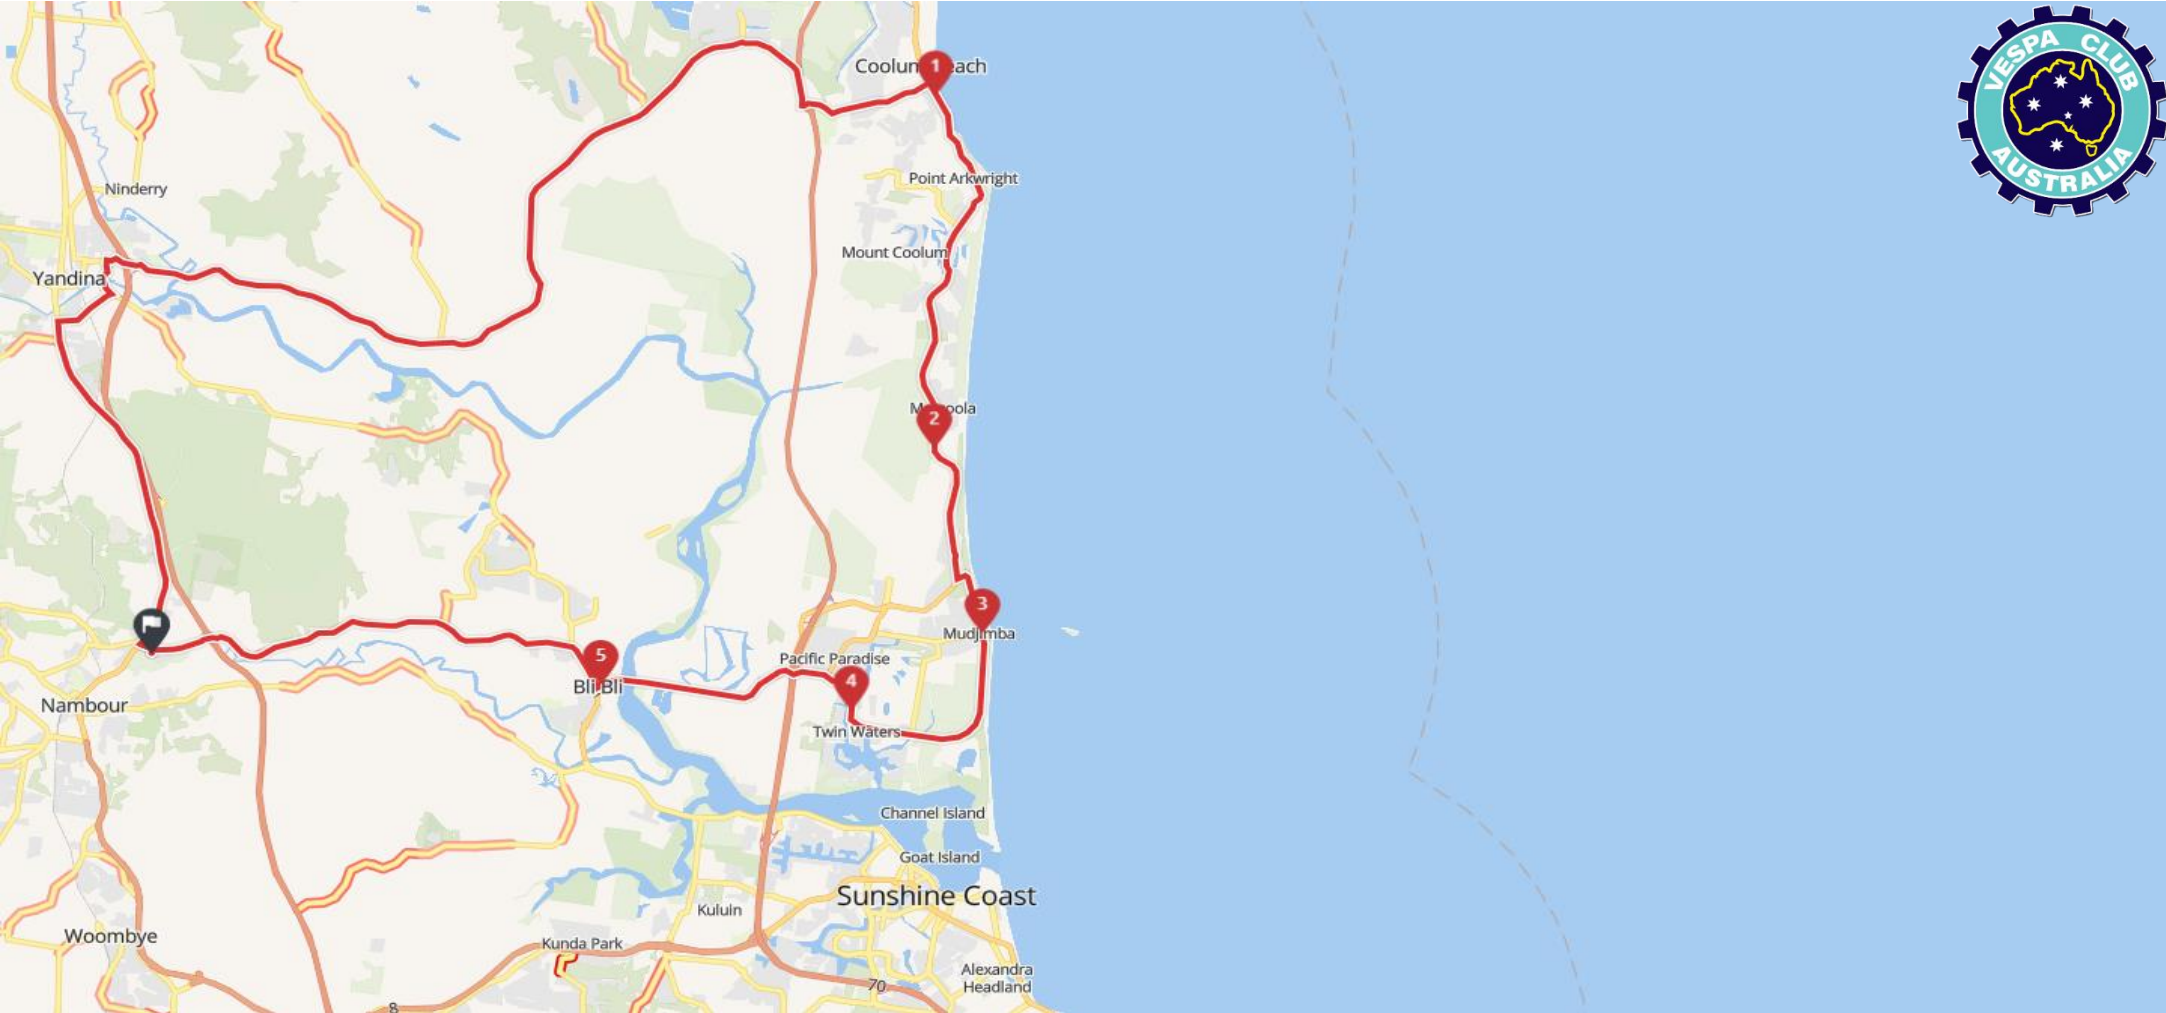 Coolum Beach
1
VESPA CLUB
AUSTRALIA
Point Arkwright
Ninderry
Mount Coolum
Yandina
2
3
Mudjimba
Pacific Paradise
5
4
Bli Bli
Nambour
Twin Waters
Channel Island
Goat Island
Sunshine Coast
Kuluin
Woombye
Kunda Park
Alexandra
Headland
70
8